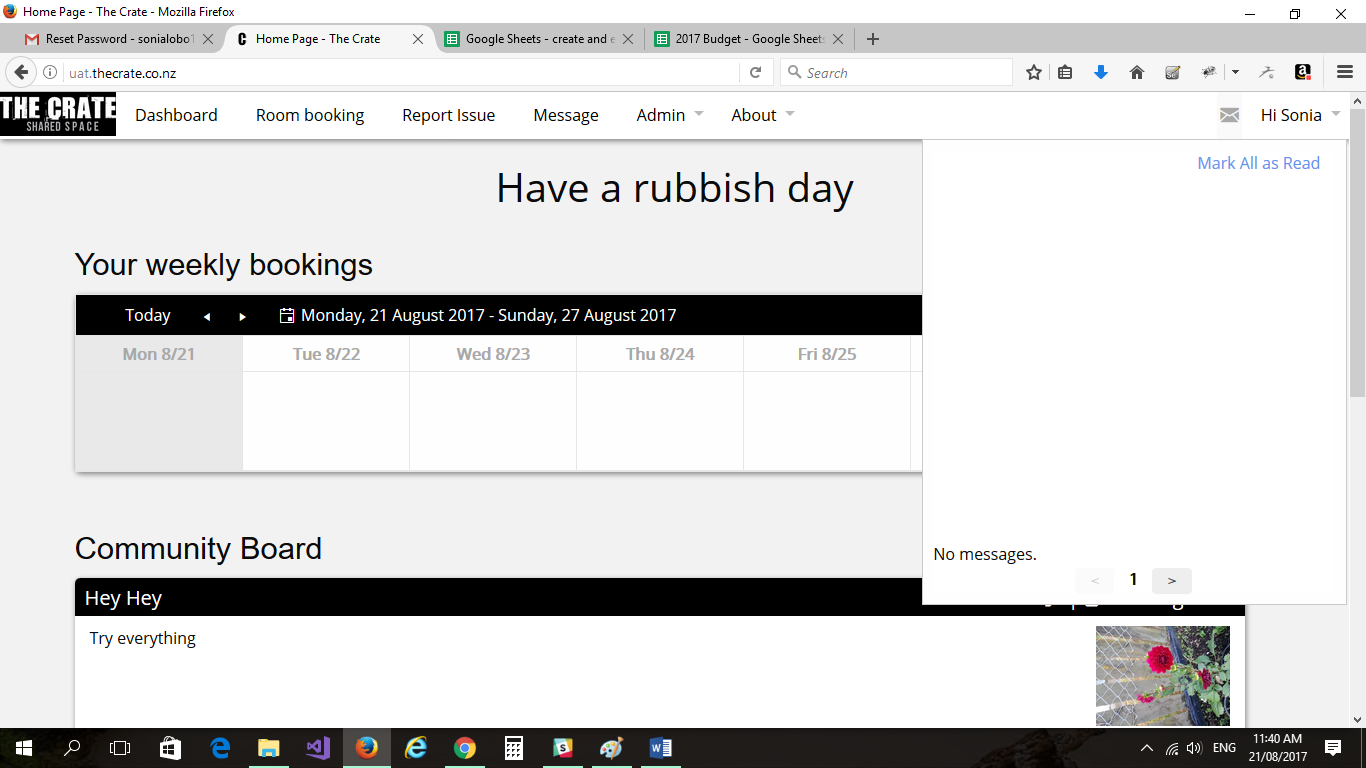 Home Page - The Crate - Mozilla Firefox
Reset Password - sonialobo1
Home Page - The Crate
Google Sheets - create and e
2017 Budget - Google Sheets
uat.thecrate.co.nz
Search
THE CRATE
SHARED SPACE
Dashboard
Room booking
Report Issue
Message
Admin
About
Hi Sonia
Mark All as Read
Have a rubbish day
Your weekly bookings
Today
Monday, 21 August 2017 - Sunday, 27 August 2017
Mon 8/21
Tue 8/22
Wed 8/23
Thu 8/24
Fri 8/25
No messages.
< 1 >
Community Board
Hey Hey
Try everything
ENG
11:40 AM
21/08/2017